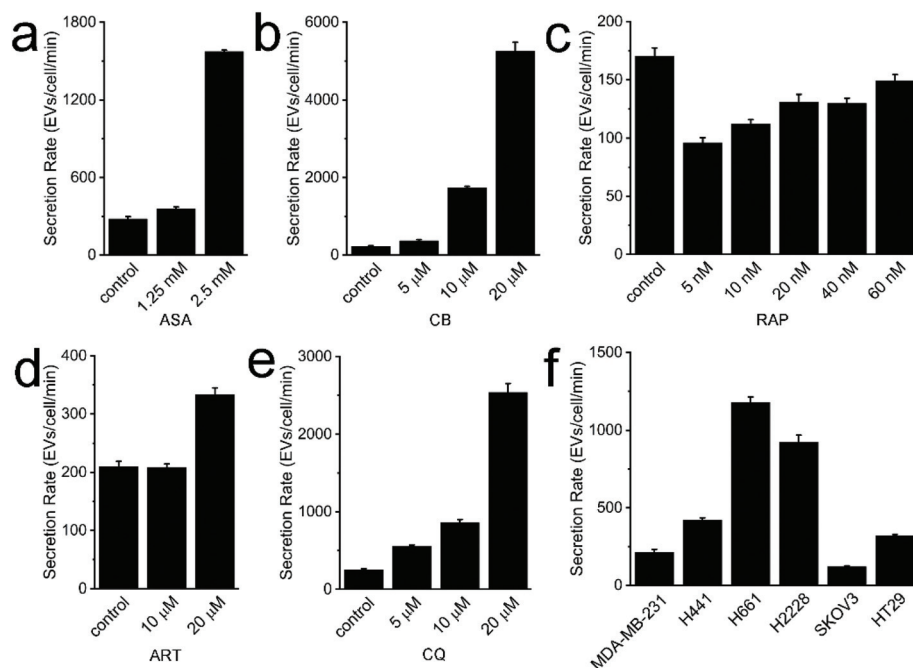 a
Secretion Rate (EVs/cell/min)
1800
1200
600
0
control
1.25 mM
2.5 mM
ASA
b
Secretion Rate (EVs/cell/min)
6000
4000
2000
0
control
5 μM
10 μM
20 μM
CB
c
Secretion Rate (EVs/cell/min)
200
150
100
50
0
control
5 nM
10 nM
20 nM
40 nM
60 nM
RAP
d
Secretion Rate (EVs/cell/min)
400
300
200
100
0
control
10 μM
20 μM
ART
e
Secretion Rate (EVs/cell/min)
3000
2000
1000
0
control
5 μM
10 μM
20 μM
CQ
f
Secretion Rate (EVs/cell/min)
1500
1000
500
0
MDA-MB-231
H441
H661
H2228
SKOV3
HT29